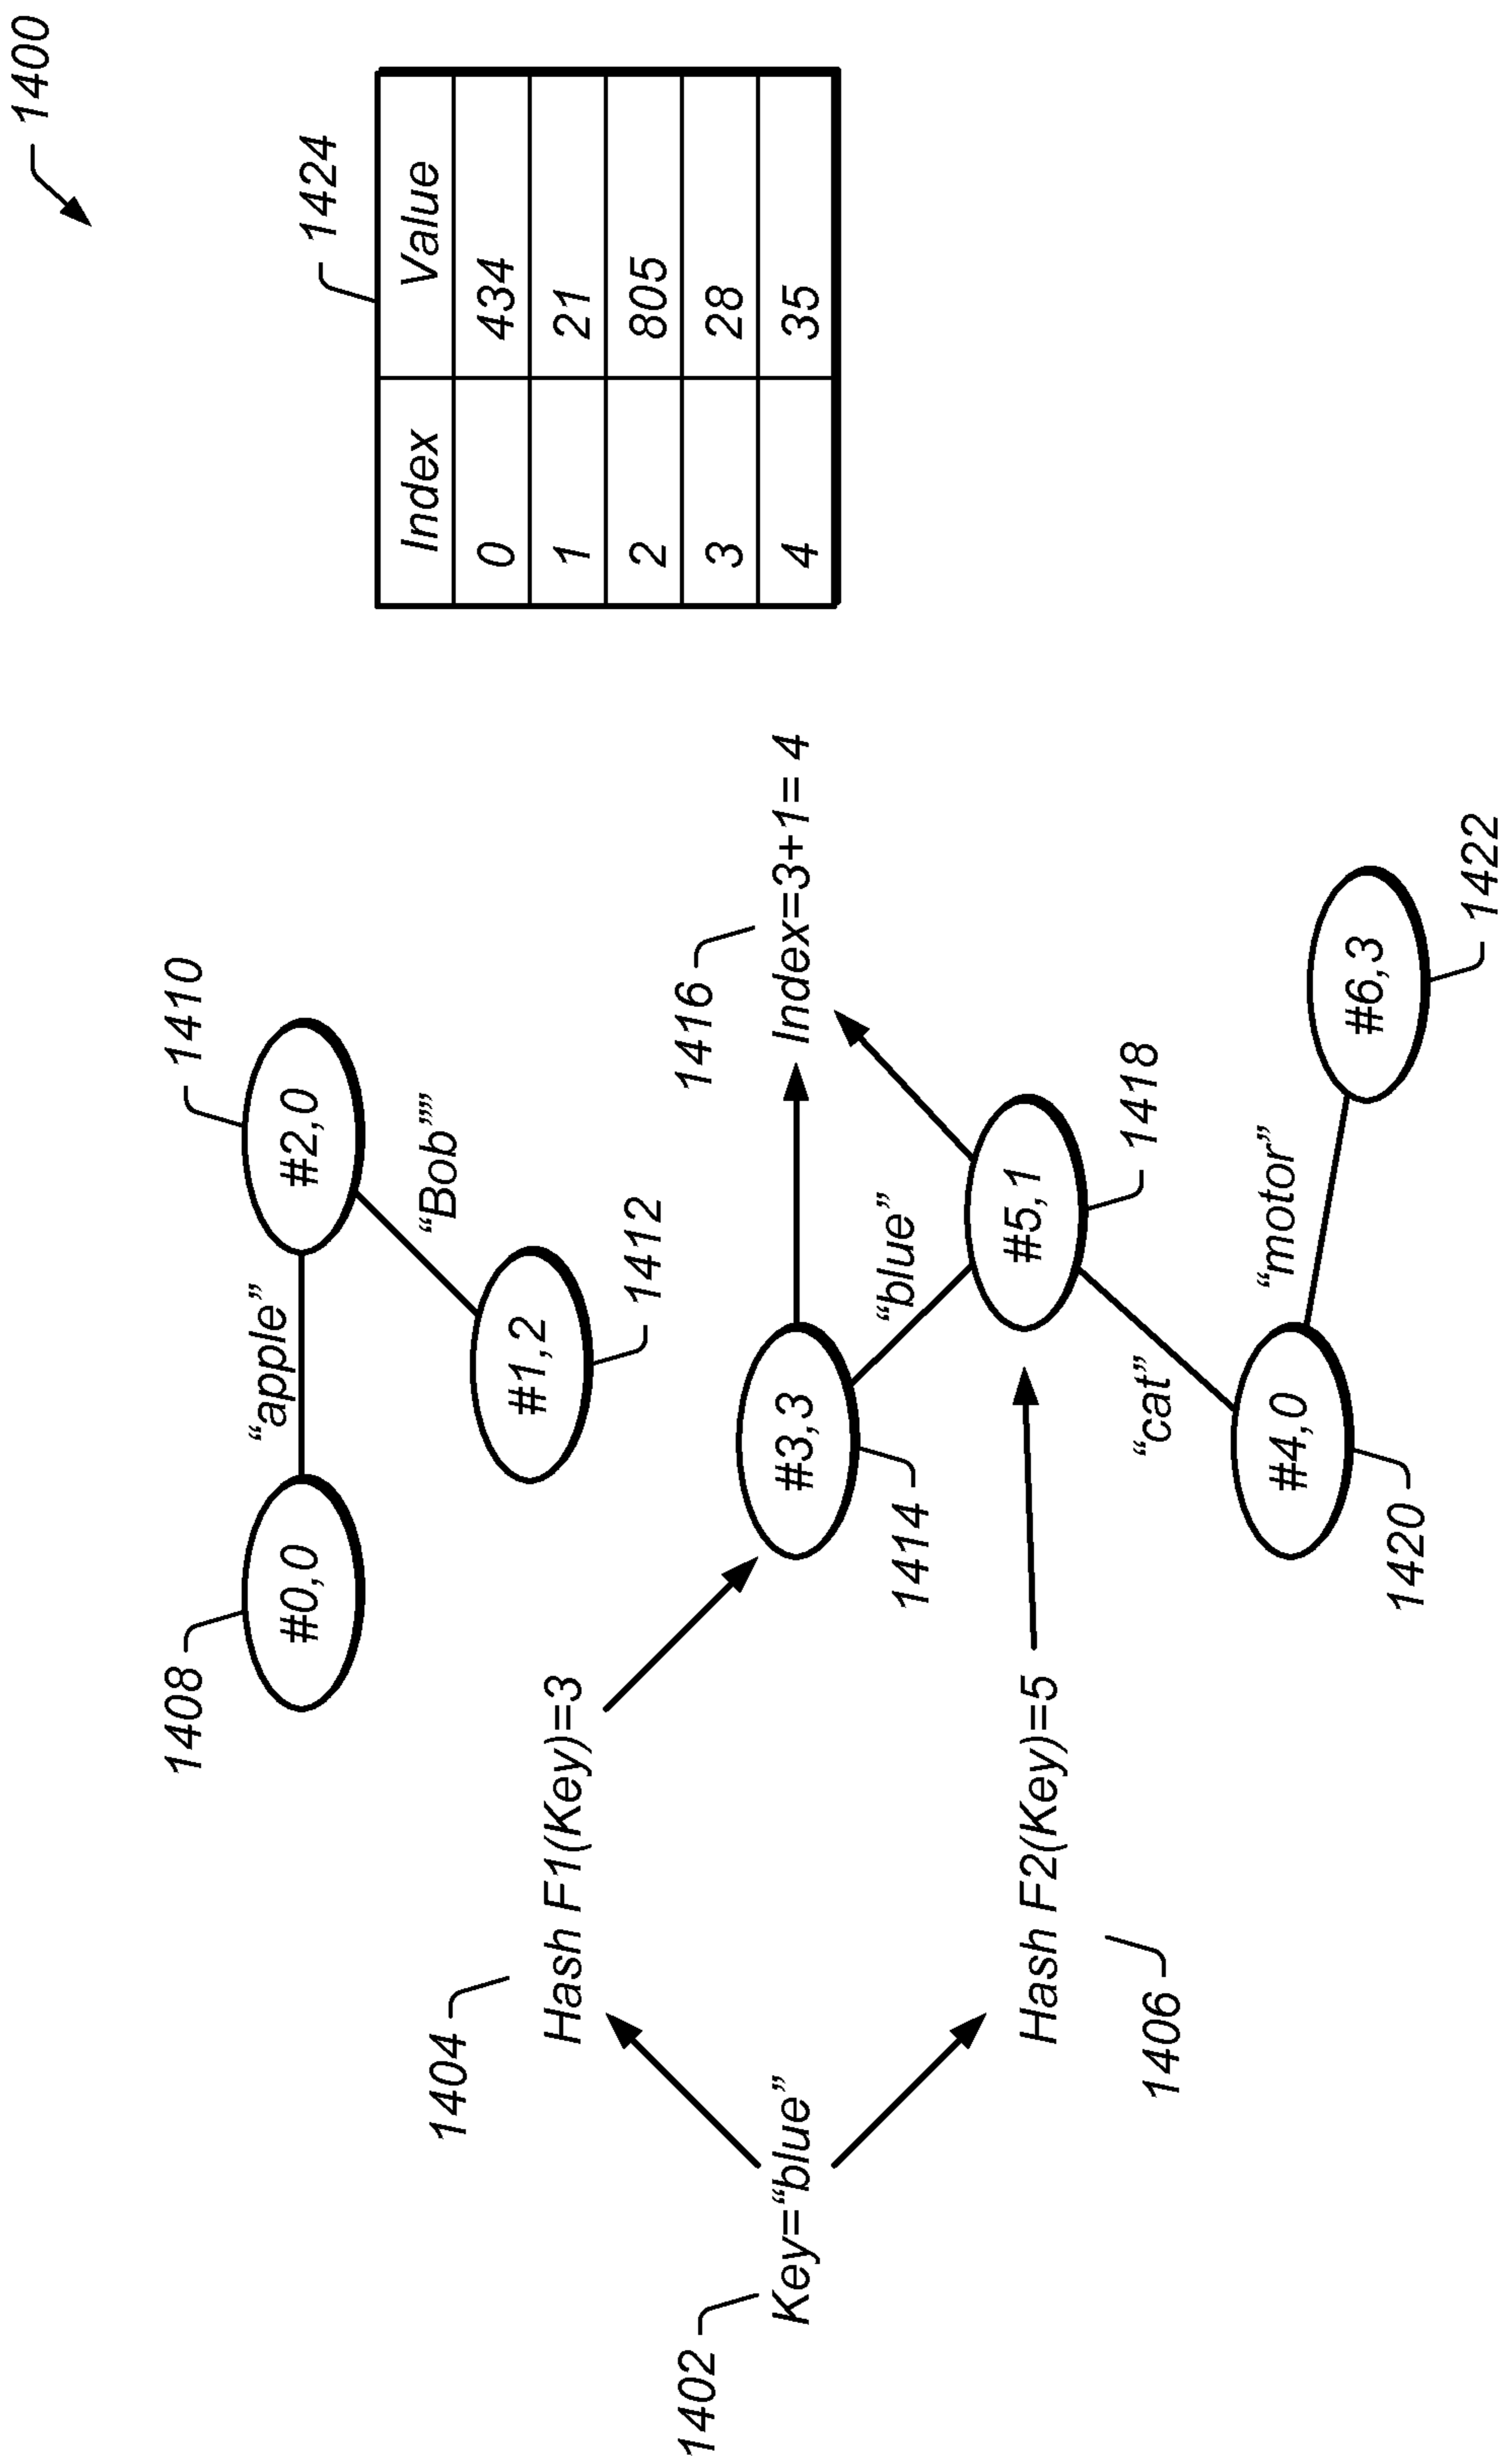 1400
1424
Index Value
0 434
1 21
2 805
3 28
4 35
1408
#0,0
“apple”
1410
#2,0
“Bob””
#1,2
1412
1402
Key=“blue”
1404
Hash F1(Key)=3
1406
Hash F2(Key)=5
#3,3
1414
“blue”
1416
Index=3+1= 4
#5,1
1418
“cat”
#4,0
1420
“motor”
#6,3
1422